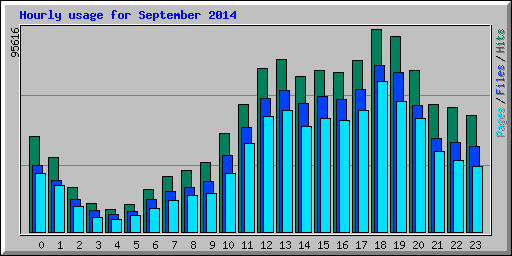 Hourly usage for September 2014
95616
Pages / Files / Hits
0 1 2 3 4 5 6 7 8 9 10 11 12 13 14 15 16 17 18 19 20 21 22 23